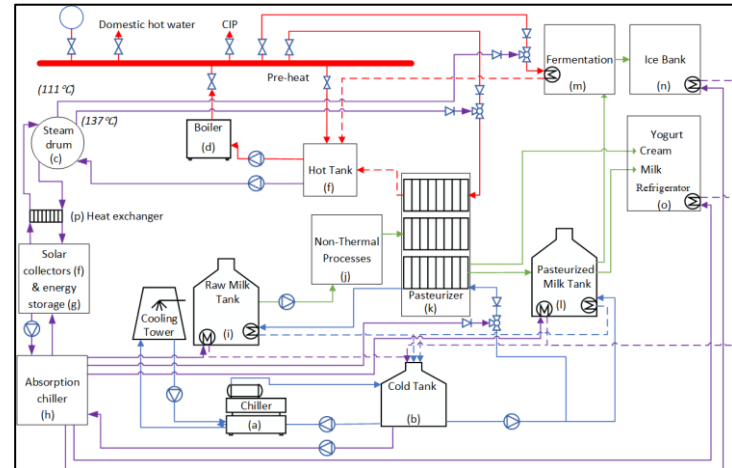 Domestic hot water
CIP
Pre-heat
(111°C)
(137°C)
Steam
drum
(c)
Boiler
(d)
Hot Tank
(f)
Fermentation
(m)
Ice Bank
(n)
Yogurt
Cream
Milk
Refrigerator
(o)
(p) Heat exchanger
Solar
collectors (f)
& energy
storage (g)
Non-Thermal
Processes
(j)
Pasteurizer
(k)
Raw Milk
Tank
(i)
M
Pasteurized
Milk Tank
(l)
M
Cooling
Tower
Absorption
chiller
(h)
Chiller
(a)
Cold Tank
(b)